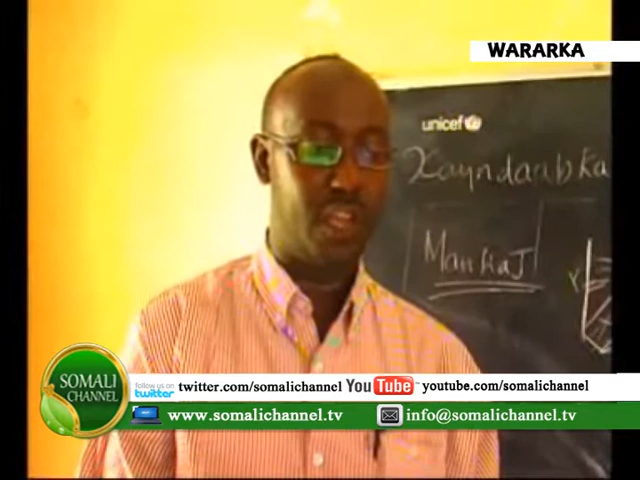 WARARKA
unicef
Xayndaabka
Mankaj
SOMALI
CHANNEL
follow us on
twitter
twitter.com/somalichannel YouTube youtube.com/somalichannel
www.somalichannel.tv info@somalichannel.tv